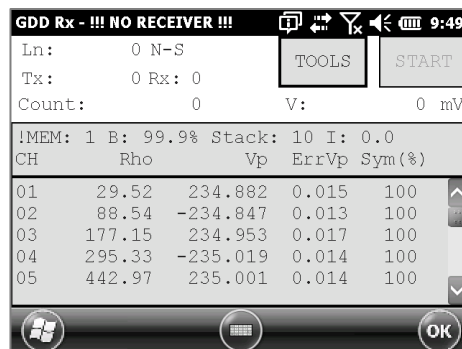 GDD Rx - !!! NO RECEIVER !!! 9:49
Ln: 0 N-S
TOOLS START
Tx: 0 Rx: 0
Count: 0 V: 0 mV
!MEM: 1 B: 99.9% Stack: 10 I: 0.0
CH Rho Vp ErrVp Sym(%)
01 29.52 234.882 0.015 100
02 88.54 -234.847 0.013 100
03 177.15 234.953 0.017 100
04 295.33 -235.019 0.014 100
05 442.97 235.001 0.014 100
OK